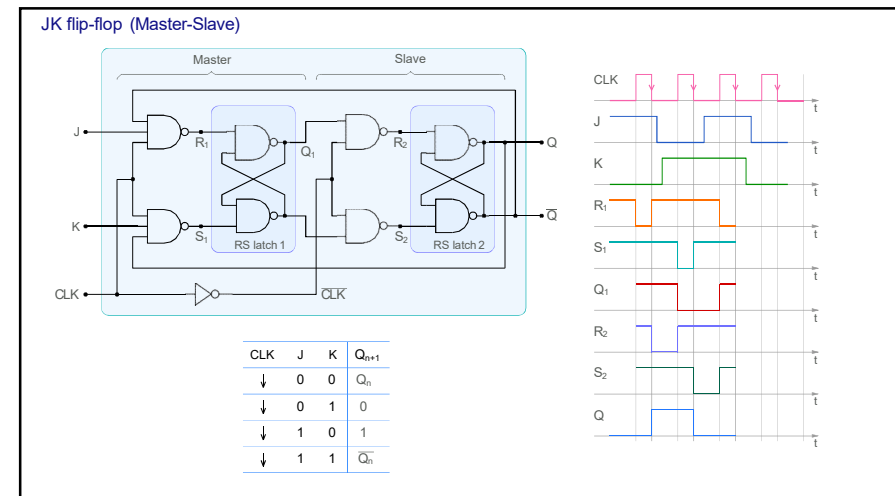 JK flip-flop (Master-Slave)
Master
Slave
J
R₁
Q₁
R₂
Q
K
S₁
RS latch 1
S₂
RS latch 2
Q̅
CLK
C̅L̅K̅
CLK J K Qₙ₊₁
↓ 0 0 Qₙ
↓ 0 1 0
↓ 1 0 1
↓ 1 1 Q̅ₙ
CLK
t
J
t
K
t
R₁
t
S₁
t
Q₁
t
R₂
t
S₂
t
Q
t